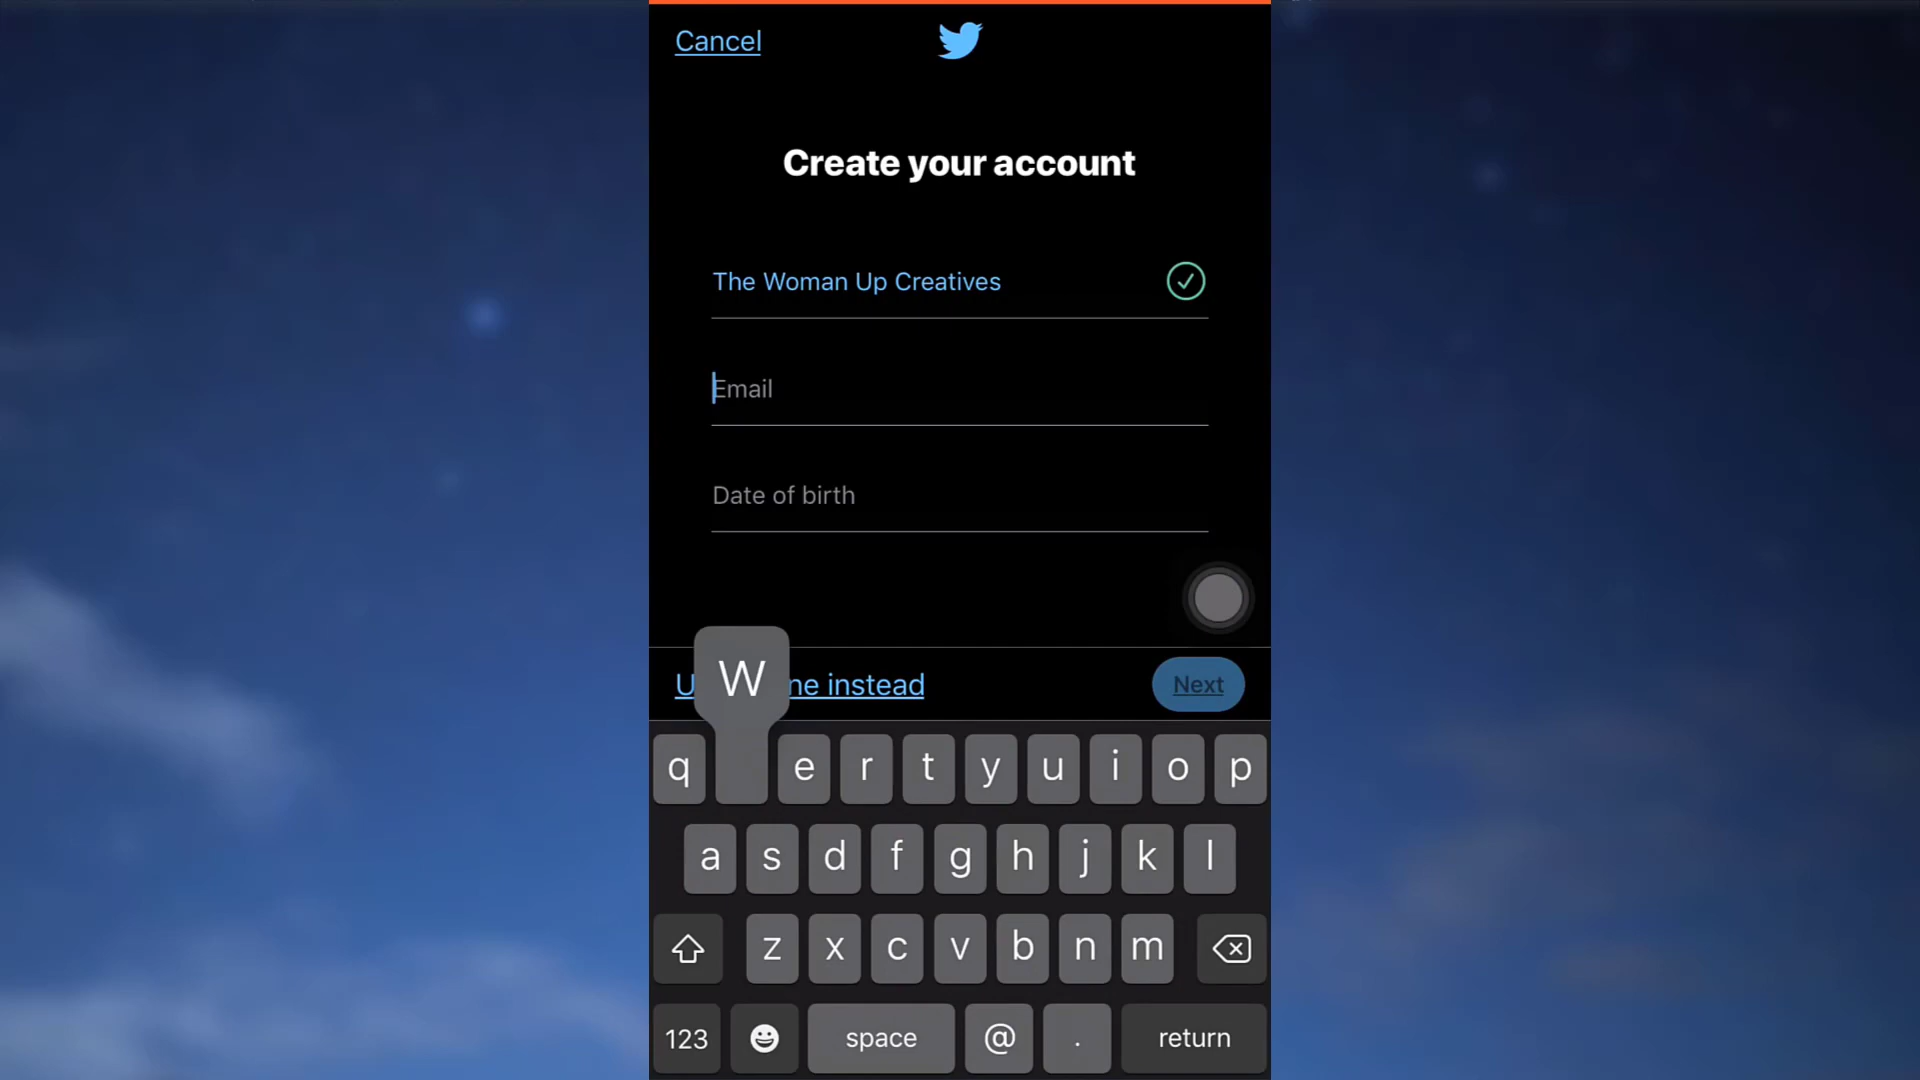 Cancel
Create your account
The Woman Up Creatives
Email
Date of birth
U ne instead
Next
W
q e r t y u i o p
a s d f g h j k l
z x c v b n m
123 space @ . return